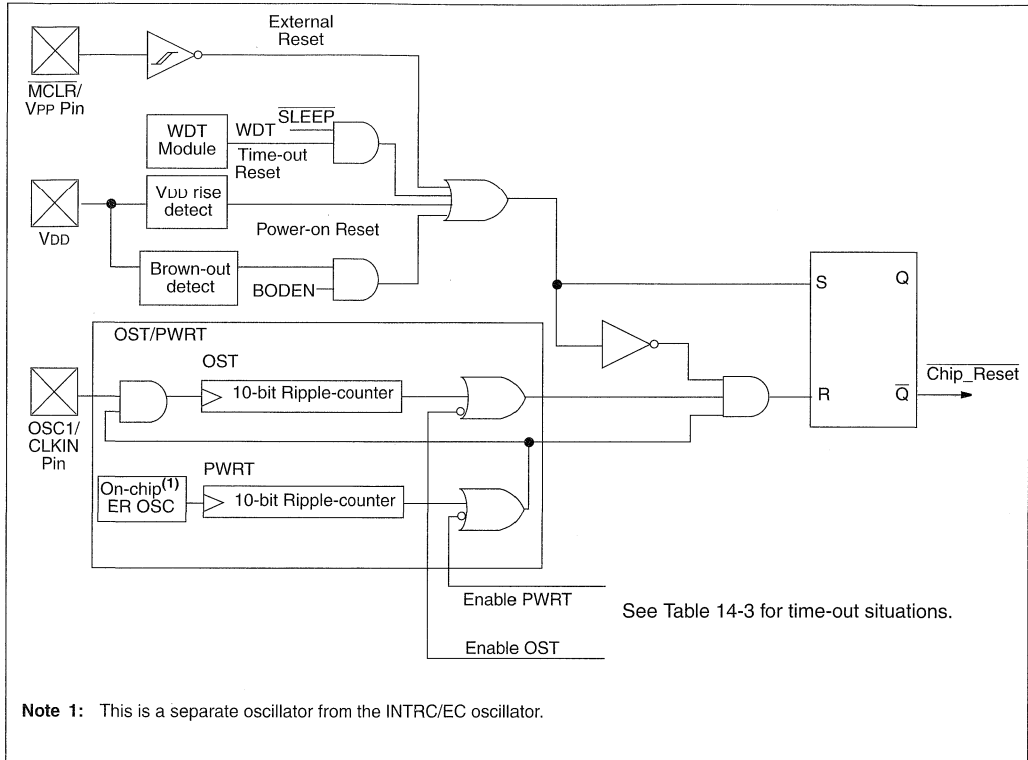 External
Reset
MCLR/
VPP Pin
SLEEP
WDT
Module
WDT
Time-out
Reset
VDD rise
detect
VDD
Power-on Reset
Brown-out
detect
BODEN
OST/PWRT
OST
10-bit Ripple-counter
OSC1/
CLKIN
Pin
PWRT
On-chip(1)
ER OSC
10-bit Ripple-counter
S
Q
R
Q
Chip_Reset
Enable PWRT
See Table 14-3 for time-out situations.
Enable OST
Note 1: This is a separate oscillator from the INTRC/EC oscillator.